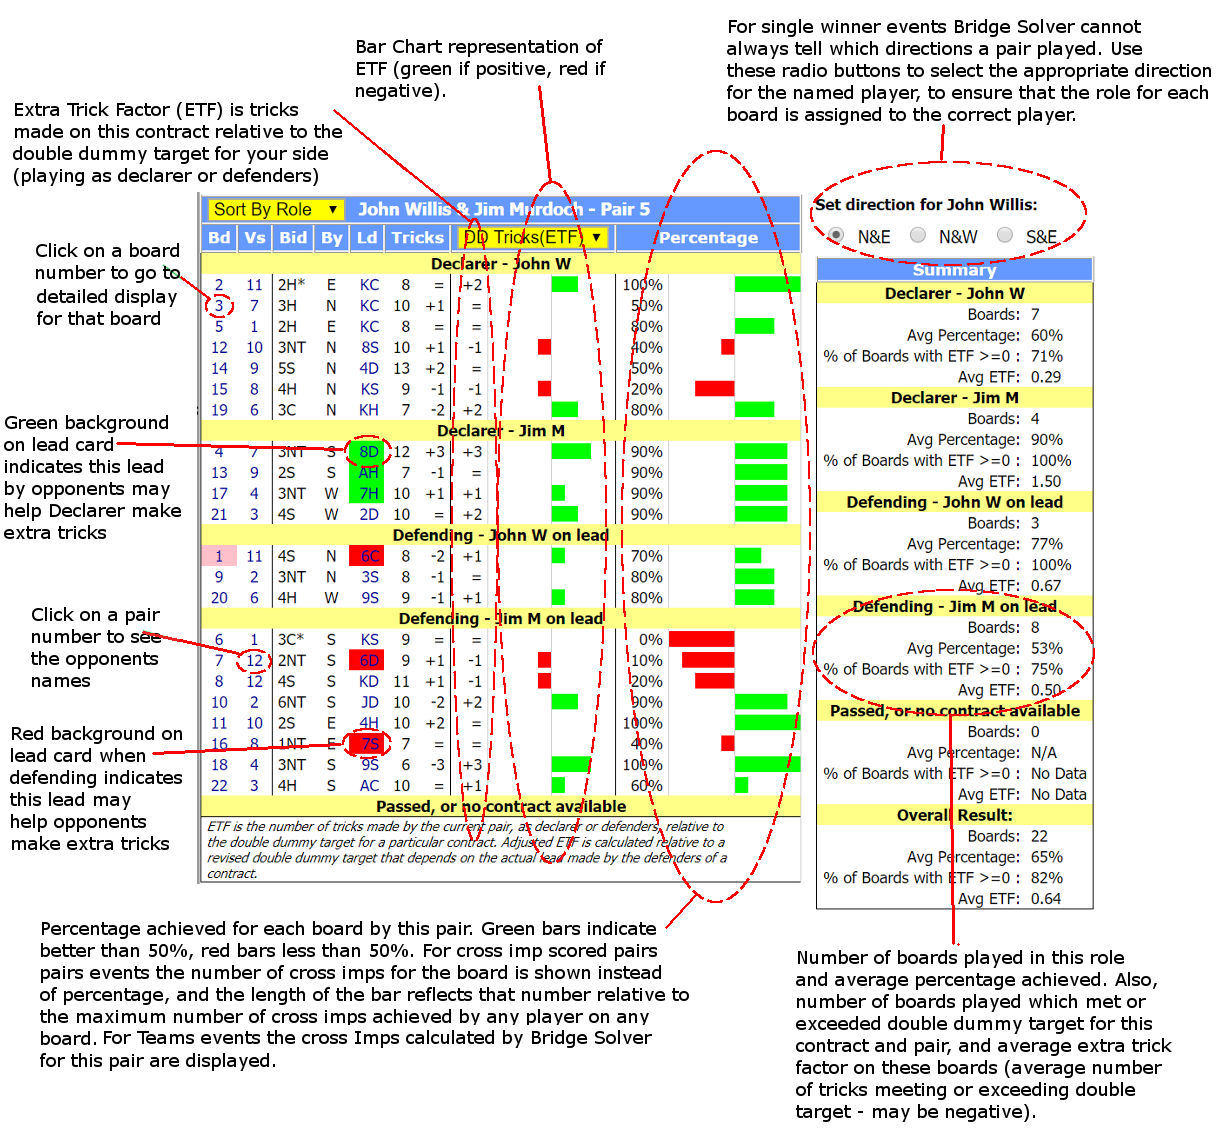 For single winner events Bridge Solver cannot
always tell which directions a pair played. Use
these radio buttons to select the appropriate direction
for the named player, to ensure that the role for each
board is assigned to the correct player.
Bar Chart representation of
ETF (green if positive, red if
negative).
Extra Trick Factor (ETF) is tricks
made on this contract relative to the
double dummy target for your side
(playing as declarer or defenders)
Click on a board
number to go to
detailed display
for that board
Green background
on lead card
indicates this lead
by opponents may
help Declarer make
extra tricks
Click on a pair
number to see
the opponents
names
Red background on
lead card when
defending indicates
this lead may
help opponents
make extra tricks
Sort By Role ▼ John Willis & Jim Murdoch - Pair 5
Bd Vs Bid By Ld Tricks DD Tricks(ETF) ▼ Percentage
Declarer - John W
2 11 2H* E KC 8 = +2 100%
3 7 3H N KC 10 +1 = 50%
5 1 2H E KC 8 = = 80%
12 10 3NT N 8S 10 +1 -1 40%
14 9 5S N 4D 13 +2 = 50%
15 8 4H N KS 9 -1 -1 20%
19 6 3C N KH 7 -2 +2 80%
Declarer - Jim M
4 7 3NT S 8D 12 +3 +3 90%
13 9 2S S AH 7 -1 = 90%
17 4 3NT W 7H 10 +1 +1 90%
21 3 4S W 2D 10 = +2 90%
Defending - John W on lead
1 11 4S N 6C 8 -2 +1 70%
9 2 3NT N 3S 8 -1 = 80%
20 6 4H W 9S 9 -1 +1 80%
Defending - Jim M on lead
6 1 3C* S KS 9 = = 0%
7 12 2NT S 6D 9 +1 -1 10%
8 12 4S S KD 11 +1 -1 20%
10 2 6NT S JD 10 -2 +2 90%
11 10 2S E 4H 10 +2 = 100%
16 8 1NT E 7S 7 = = 40%
18 4 3NT S 9S 6 -3 +3 100%
22 3 4H S AC 10 = +1 60%
Passed, or no contract available
ETF is the number of tricks made by the current pair, as declarer or defenders, relative to
the double dummy target for a particular contract. Adjusted ETF is calculated relative to a
revised double dummy target that depends on the actual lead made by the defenders of a
contract.
Set direction for John Willis:
N&E N&W S&E
Summary
Declarer - John W
Boards: 7
Avg Percentage: 60%
% of Boards with ETF >=0 : 71%
Avg ETF: 0.29
Declarer - Jim M
Boards: 4
Avg Percentage: 90%
% of Boards with ETF >=0 : 100%
Avg ETF: 1.50
Defending - John W on lead
Boards: 3
Avg Percentage: 77%
% of Boards with ETF >=0 : 100%
Avg ETF: 0.67
Defending - Jim M on lead
Boards: 8
Avg Percentage: 53%
% of Boards with ETF >=0 : 75%
Avg ETF: 0.50
Passed, or no contract available
Boards: 0
Avg Percentage: N/A
% of Boards with ETF >=0 : No Data
Avg ETF: No Data
Overall Result:
Boards: 22
Avg Percentage: 65%
% of Boards with ETF >=0 : 82%
Avg ETF: 0.64
Percentage achieved for each board by this pair. Green bars indicate
better than 50%, red bars less than 50%. For cross imp scored pairs
pairs events the number of cross imps for the board is shown instead
of percentage, and the length of the bar reflects that number relative to
the maximum number of cross imps achieved by any player on any
board. For Teams events the cross Imps calculated by Bridge Solver
for this pair are displayed.
Number of boards played in this role
and average percentage achieved. Also,
number of boards played which met or
exceeded double dummy target for this
contract and pair, and average extra trick
factor on these boards (average number
of tricks meeting or exceeding double
target - may be negative).